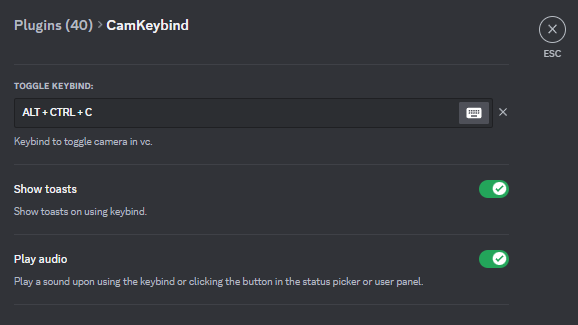 Plugins (40) > CamKeybind
ESC
TOGGLE KEYBIND:
ALT + CTRL + C
Keybind to toggle camera in vc.
Show toasts
Show toasts on using keybind.
Play audio
Play a sound upon using the keybind or clicking the button in the status picker or user panel.